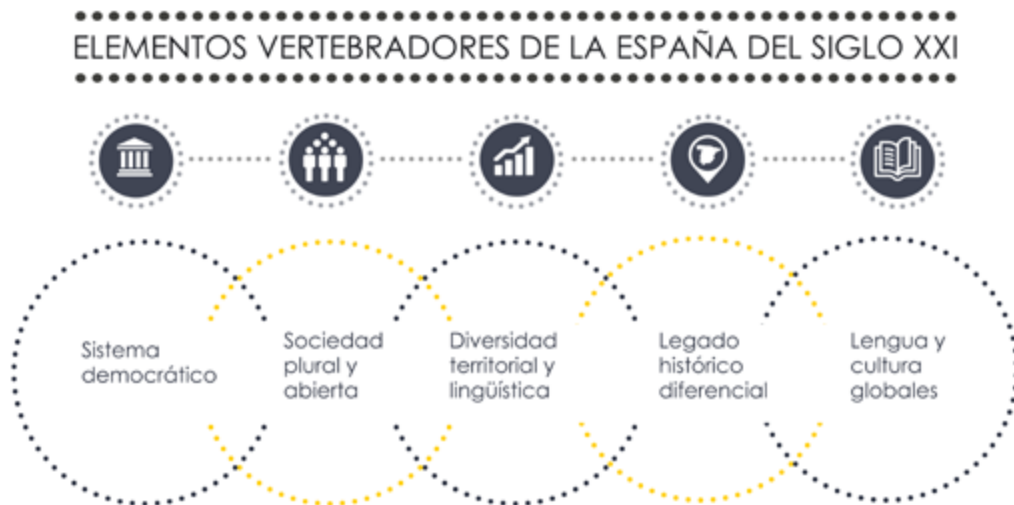 ELEMENTOS VERTEBRADORES DE LA ESPAÑA DEL SIGLO XXI
Sistema
democrático
Sociedad
plural y
abierta
Diversidad
territorial y
lingüística
Legado
histórico
diferencial
Lengua y
cultura
globales